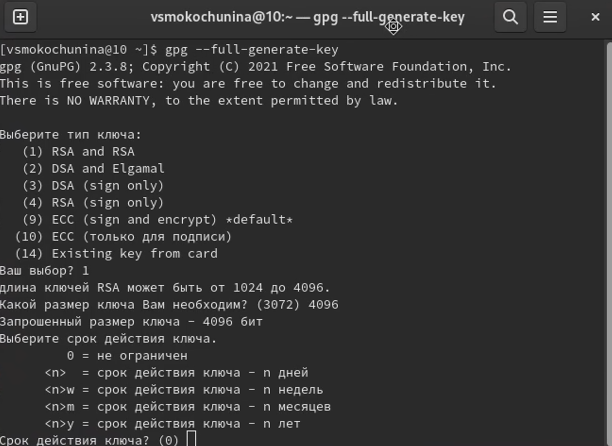 vsmokochunina@10:~ — gpg --full-generate-key
[vsmokochunina@10 ~]$ gpg --full-generate-key
gpg (GnuPG) 2.3.8; Copyright (C) 2021 Free Software Foundation, Inc.
This is free software: you are free to change and redistribute it.
There is NO WARRANTY, to the extent permitted by law.
Выберите тип ключа:
(1) RSA and RSA
(2) DSA and Elgamal
(3) DSA (sign only)
(4) RSA (sign only)
(9) ECC (sign and encrypt) *default*
(10) ECC (только для подписи)
(14) Existing key from card
Ваш выбор? 1
длина ключей RSA может быть от 1024 до 4096.
Какой размер ключа Вам необходим? (3072) 4096
Запрошенный размер ключа - 4096 бит
Выберите срок действия ключа.
0 = не ограничен
<n> = срок действия ключа - n дней
<n>w = срок действия ключа - n недель
<n>m = срок действия ключа - n месяцев
<n>y = срок действия ключа - n лет
Срок действия ключа? (0)